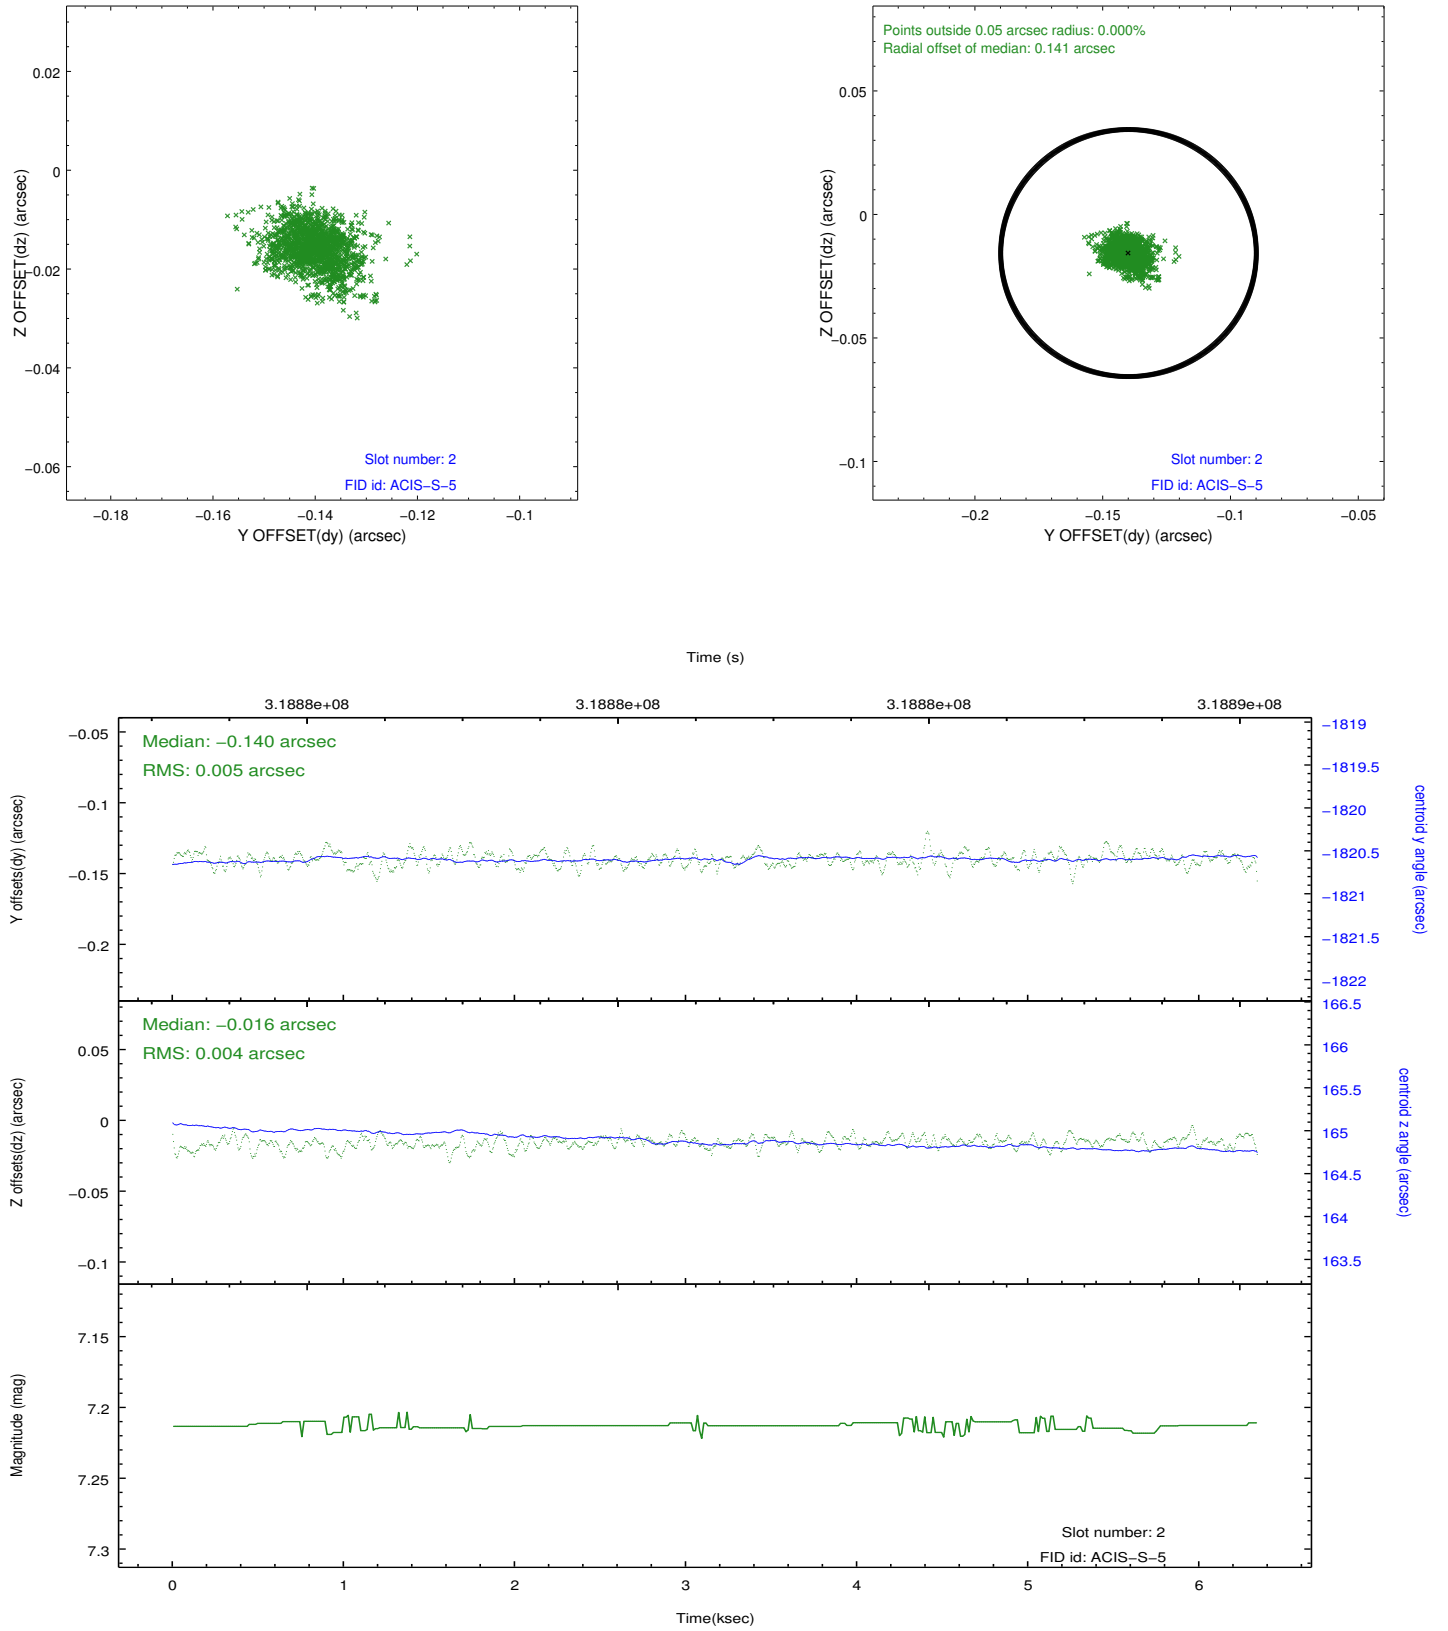 0.02
0
−0.02
−0.04
−0.06
Z OFFSET(dz) (arcsec)
Slot number: 2
FID id: ACIS−S−5
−0.18
−0.16
−0.14
−0.12
−0.1
Y OFFSET(dy) (arcsec)
Points outside 0.05 arcsec radius: 0.000%
Radial offset of median: 0.141 arcsec
0.05
0
−0.05
−0.1
Z OFFSET(dz) (arcsec)
Slot number: 2
FID id: ACIS−S−5
−0.2
−0.15
−0.1
−0.05
Y OFFSET(dy) (arcsec)
Time (s)
3.1888e+08
3.1888e+08
3.1888e+08
3.1889e+08
Median: −0.140 arcsec
RMS: 0.005 arcsec
−0.05
−0.1
−0.15
−0.2
Y offsets(dy) (arcsec)
−1819
−1819.5
−1820
−1820.5
−1821
−1821.5
−1822
centroid y angle (arcsec)
Median: −0.016 arcsec
RMS: 0.004 arcsec
0.05
0
−0.05
−0.1
Z offsets(dz) (arcsec)
166.5
166
165.5
165
164.5
164
163.5
centroid z angle (arcsec)
7.15
7.2
7.25
7.3
Magnitude (mag)
Slot number: 2
FID id: ACIS−S−5
0
1
2
3
4
5
6
Time(ksec)